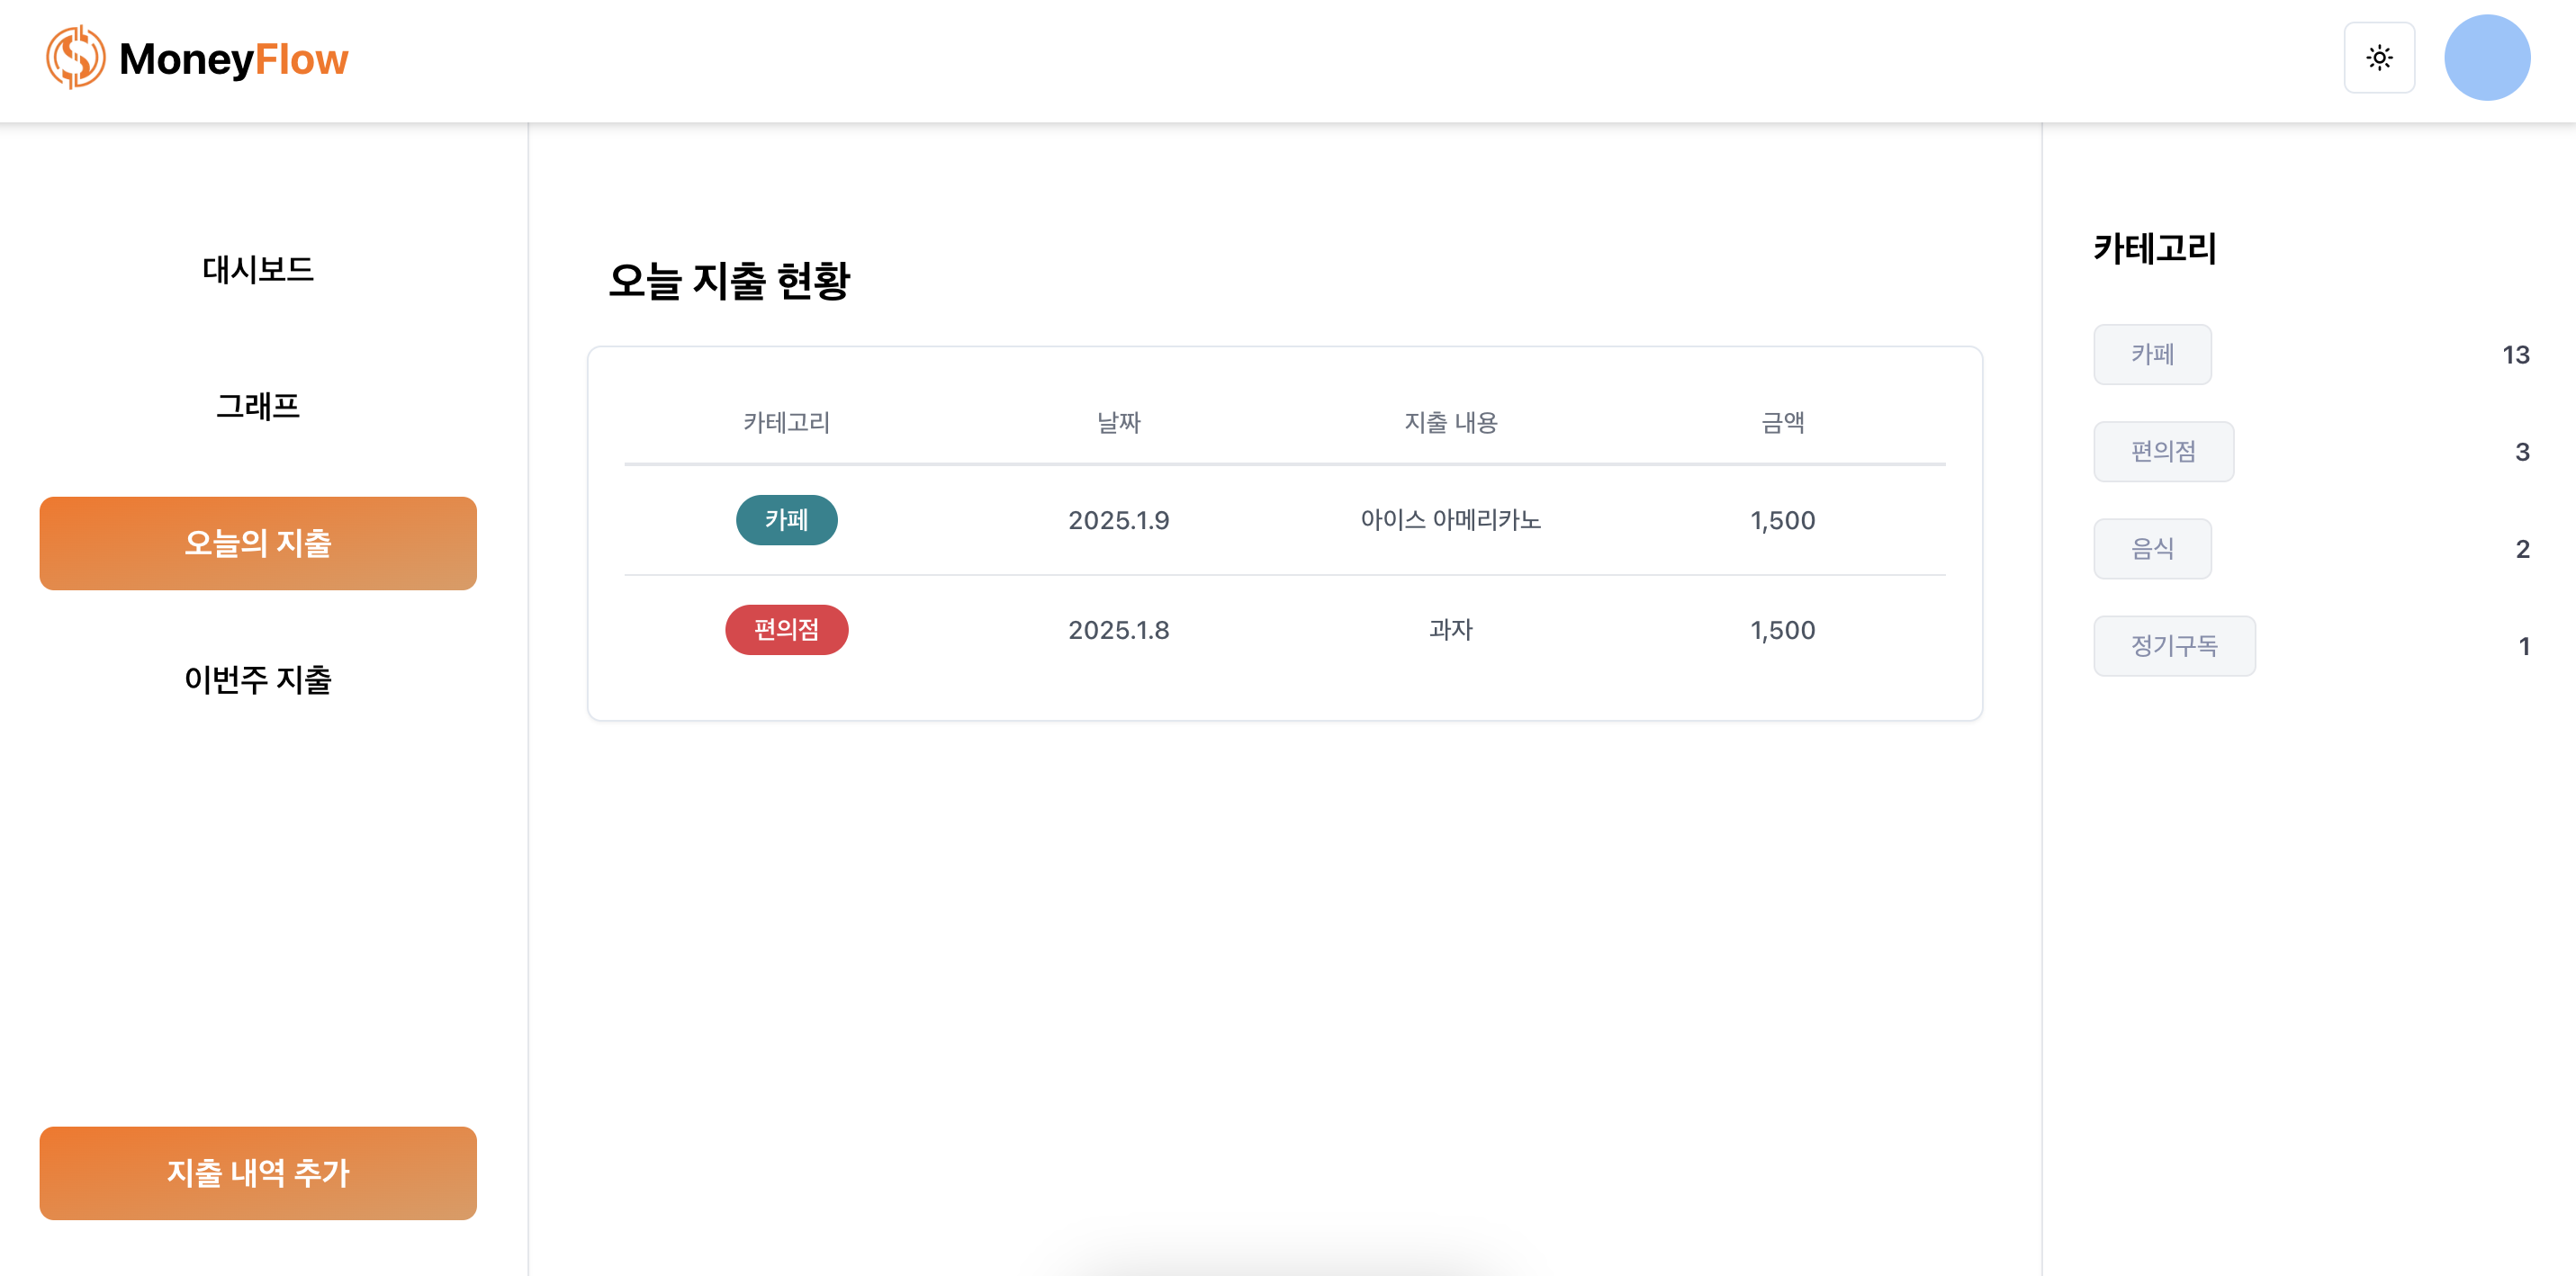 MoneyFlow
대시보드
그래프
오늘의 지출
이번주 지출
지출 내역 추가
오늘 지출 현황
카테고리 날짜 지출 내용 금액
카페 2025.1.9 아이스 아메리카노 1,500
편의점 2025.1.8 과자 1,500
카테고리
카페 13
편의점 3
음식 2
정기구독 1